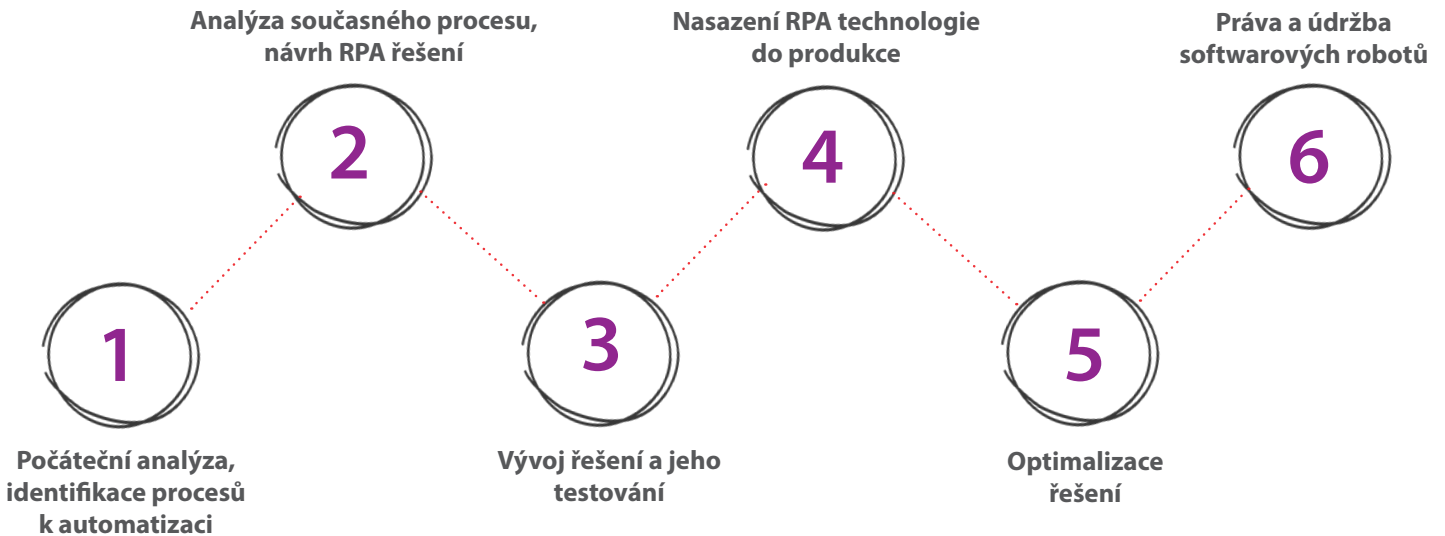 1
Počáteční analýza,
identifikace procesů
k automatizaci
Analýza současného procesu,
návrh RPA řešení
2
3
Vývoj řešení a jeho
testování
Nasazení RPA technologie
do produkce
4
5
Optimalizace
řešení
Práva a údržba
softwarových robotů
6